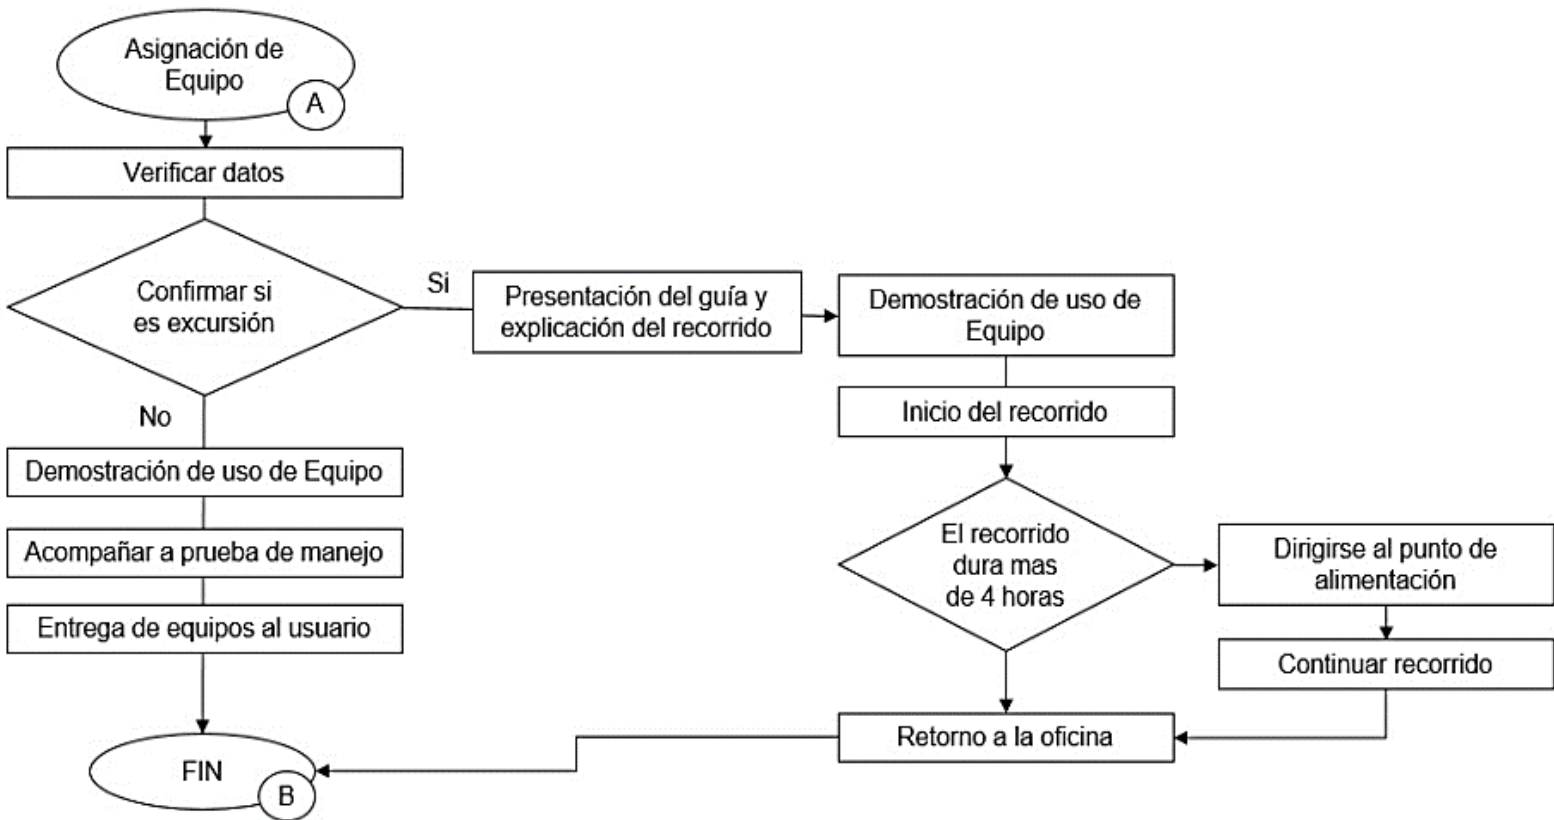 Asignación de
Equipo
A
Verificar datos
Confirmar si
es excursión
Si
Presentación del guía y
explicación del recorrido
Demostración de uso de
Equipo
Inicio del recorrido
El recorrido
dura mas
de 4 horas
Dirigirse al punto de
alimentación
Continuar recorrido
Retorno a la oficina
No
Demostración de uso de Equipo
Acompañar a prueba de manejo
Entrega de equipos al usuario
FIN
B